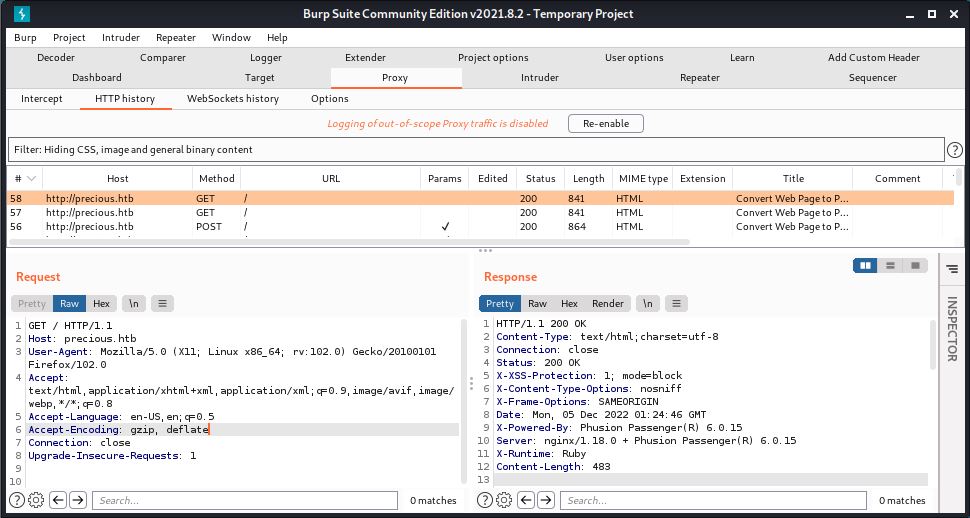 Burp Suite Community Edition v2021.8.2 - Temporary Project
Burp Project Intruder Repeater Window Help
Decoder Comparer Logger Extender Project options User options Learn Add Custom Header
Dashboard Target Proxy Intruder Repeater Sequencer
Intercept HTTP history WebSockets history Options
Logging of out-of-scope Proxy traffic is disabled Re-enable
Filter: Hiding CSS, image and general binary content ?
# Host Method URL Params Edited Status Length MIME type Extension Title Comment
58 http://precious.htb GET / 200 841 HTML Convert Web Page to P...
57 http://precious.htb GET / 200 841 HTML Convert Web Page to P...
56 http://precious.htb POST / ✓ 200 864 HTML Convert Web Page to P...
Request
Pretty Raw Hex \n
1 GET / HTTP/1.1
2 Host: precious.htb
3 User-Agent: Mozilla/5.0 (X11; Linux x86_64; rv:102.0) Gecko/20100101
Firefox/102.0
4 Accept:
text/html,application/xhtml+xml,application/xml;q=0.9,image/avif,image/
webp,*/*;q=0.8
5 Accept-Language: en-US,en;q=0.5
6 Accept-Encoding: gzip, deflate
7 Connection: close
8 Upgrade-Insecure-Requests: 1
9
10
? Search... 0 matches
Response
Pretty Raw Hex Render \n
1 HTTP/1.1 200 OK
2 Content-Type: text/html;charset=utf-8
3 Connection: close
4 Status: 200 OK
5 X-XSS-Protection: 1; mode=block
6 X-Content-Type-Options: nosniff
7 X-Frame-Options: SAMEORIGIN
8 Date: Mon, 05 Dec 2022 01:24:46 GMT
9 X-Powered-By: Phusion Passenger(R) 6.0.15
10 Server: nginx/1.18.0 + Phusion Passenger(R) 6.0.15
11 X-Runtime: Ruby
12 Content-Length: 483
13
? Search... 0 matches
INSPECTOR